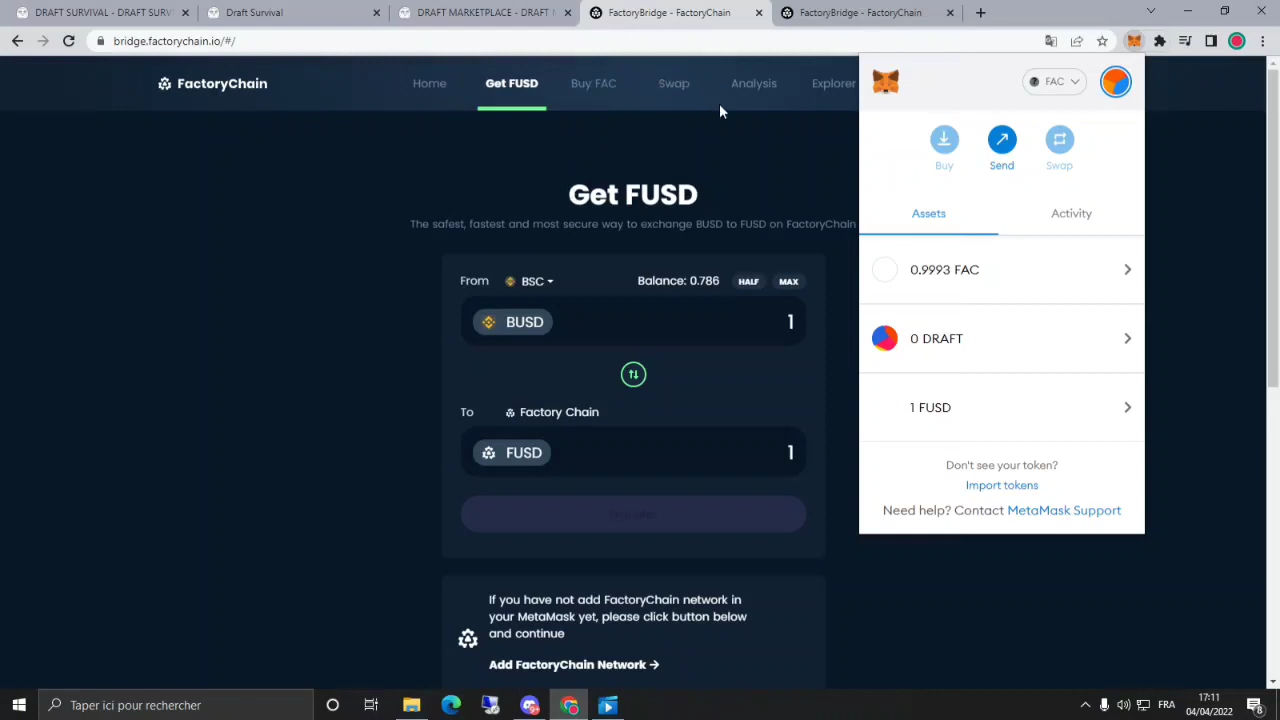 DRAFT SURVIVAL - DRAFT SURV
Draft Survival
DRAFT MARKETPLACE - DRAFT
FactoryBridge - FactoryChain
FactoryBridge - FactoryChain
bridge.factorychain.io/#/
FactoryChain
Home
Get FUSD
Buy FAC
Swap
Analysis
Explorer
Get FUSD
The safest, fastest and most secure way to exchange BUSD to FUSD on FactoryChain
From
BSC
Balance: 0.786
HALF
MAX
BUSD
1
To
Factory Chain
FUSD
1
If you have not add FactoryChain network in
your MetaMask yet, please click button below
and continue
Add FactoryChain Network →
FAC
Buy
Send
Swap
Assets
Activity
0.9993 FAC
0 DRAFT
1 FUSD
Don't see your token?
Import tokens
Need help? Contact MetaMask Support
Taper ici pour rechercher
FRA
17:11
04/04/2022
8